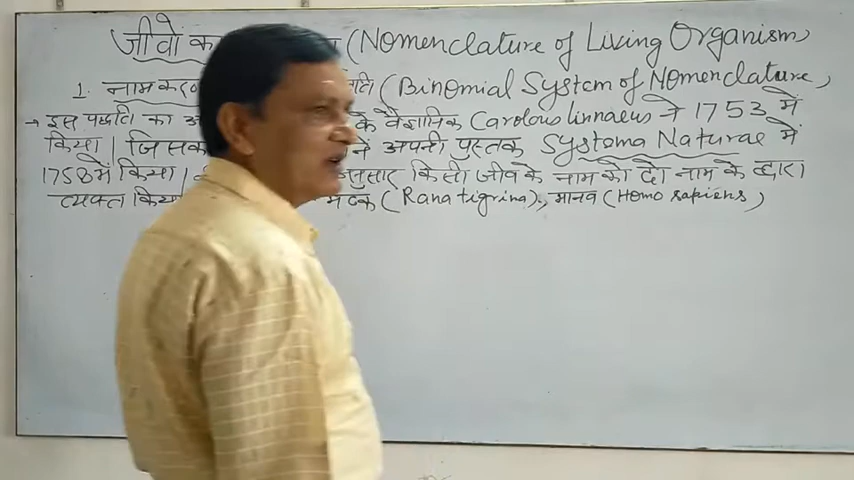 जीवों का (Nomenclature of Living Organism)
1. नामकरण (Binomial System of Nomenclature)
→ इस पद्धति का के वैज्ञानिक Carolous linnaeus ने 1753 में
किया। जिसका ने अपनी पुस्तक Systema Naturae में
1758 में किया। अनुसार किसी जीव के नाम को दो नाम के द्वारा
व्यक्त किया मेंढक (Rana tigrina)., मानव (Homo sapiens)